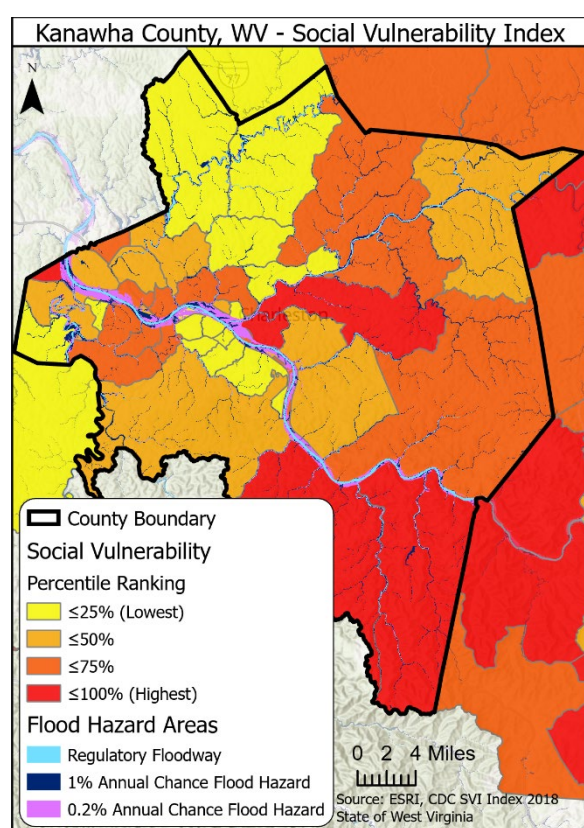 Kanawha County, WV - Social Vulnerability Index
N
Charleston
County Boundary
Social Vulnerability
Percentile Ranking
≤25% (Lowest)
≤50%
≤75%
≤100% (Highest)
Flood Hazard Areas
Regulatory Floodway
1% Annual Chance Flood Hazard
0.2% Annual Chance Flood Hazard
0 2 4 Miles
Source: ESRI, CDC SVI Index 2018
State of West Virginia